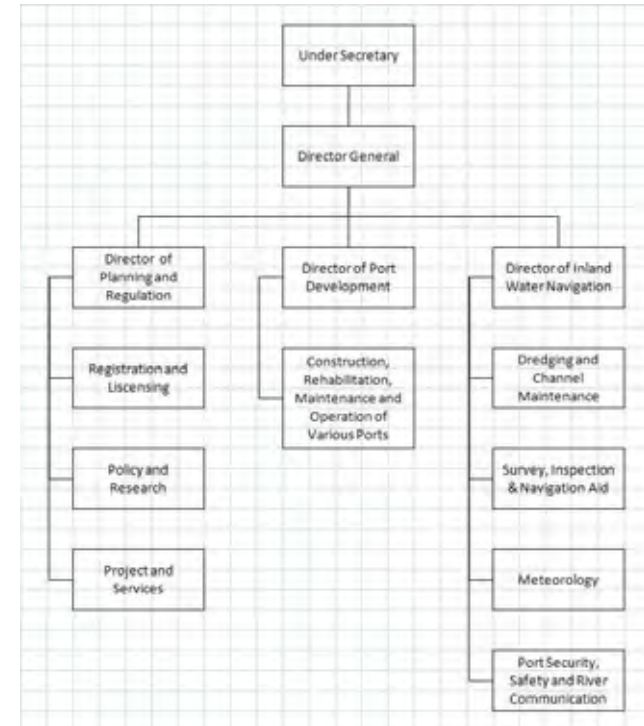 Under Secretary
Director General
Director of
Planning and
Regulation
Director of Port
Development
Director of Inland
Water Navigation
Registration and
Liscensing
Construction,
Rehabilitation,
Maintenance and
Operation of
Various Ports
Dredging and
Channel
Maintenance
Policy and
Research
Survey, Inspection
& Navigation Aid
Project and
Services
Meteorology
Port Security,
Safety and River
Communication